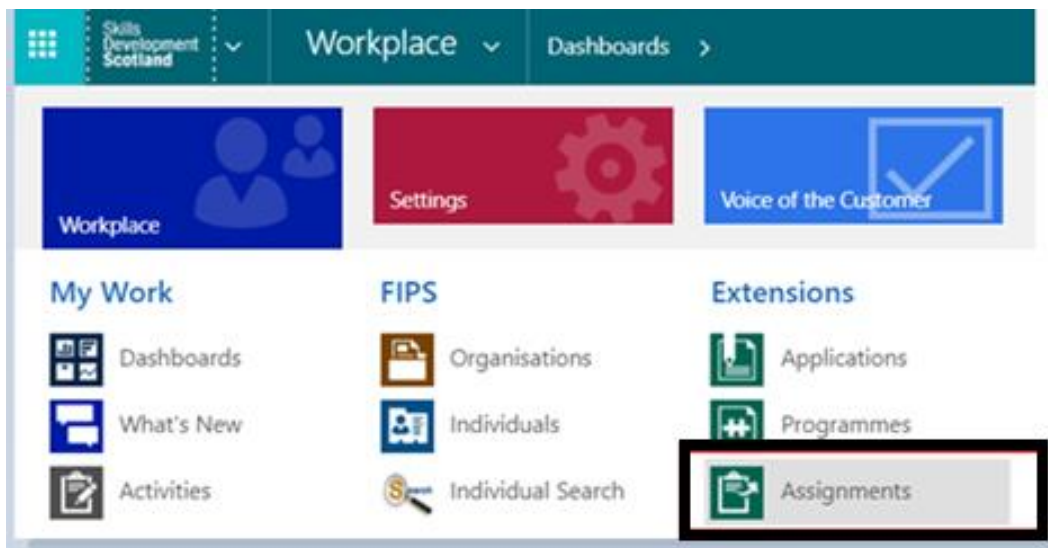 Skills
Development
Scotland
Workplace
Dashboards
Workplace
Settings
Voice of the Customer
My Work
FIPS
Extensions
Dashboards
Organisations
Applications
What's New
Individuals
Programmes
Activities
Search
Individual Search
Assignments